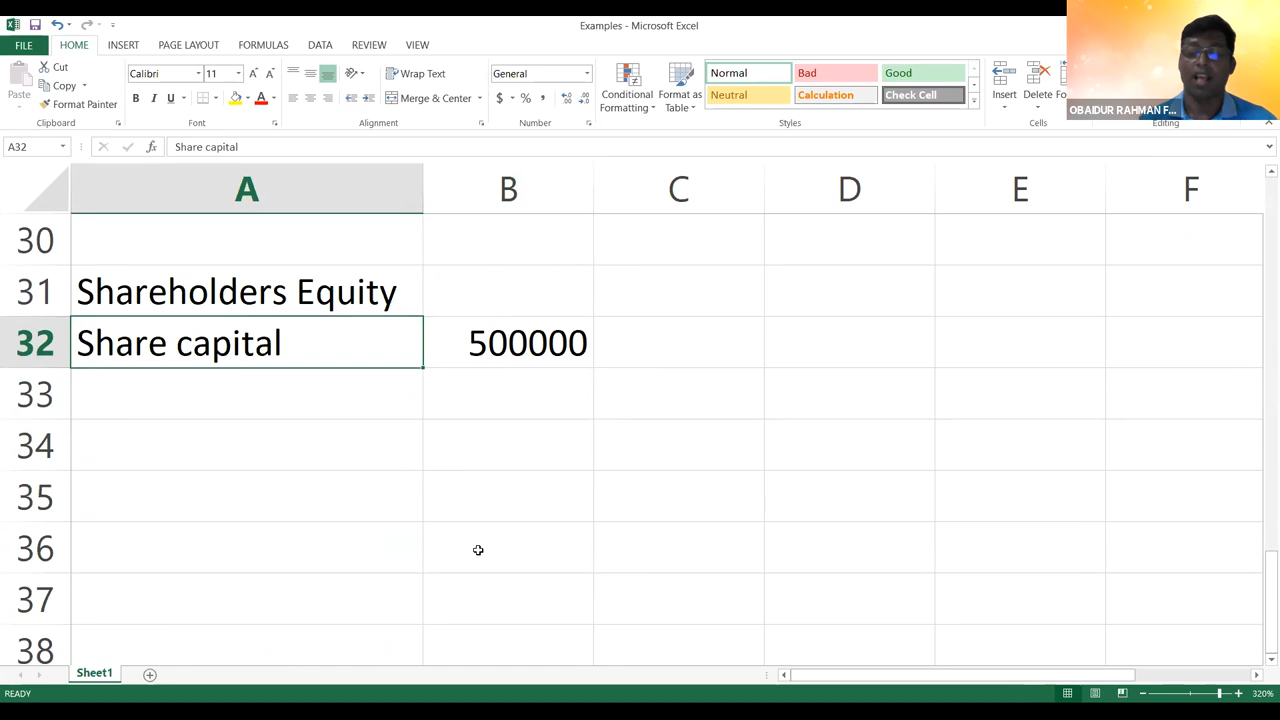 Examples - Microsoft Excel
FILE HOME INSERT PAGE LAYOUT FORMULAS DATA REVIEW VIEW
Paste
Cut
Copy
Format Painter
Calibri 11
B I U
Wrap Text
Merge & Center
General
$ % ,
Conditional Formatting
Format as Table
Normal Bad Good
Neutral Calculation Check Cell
Insert Delete
OBAIDUR RAHMAN F...
Clipboard Font Alignment Number Styles Cells Editing
A32 fx Share capital
A B C D E F
30
31 Shareholders Equity
32 Share capital 500000
33
34
35
36
37
38
Sheet1
READY 320%